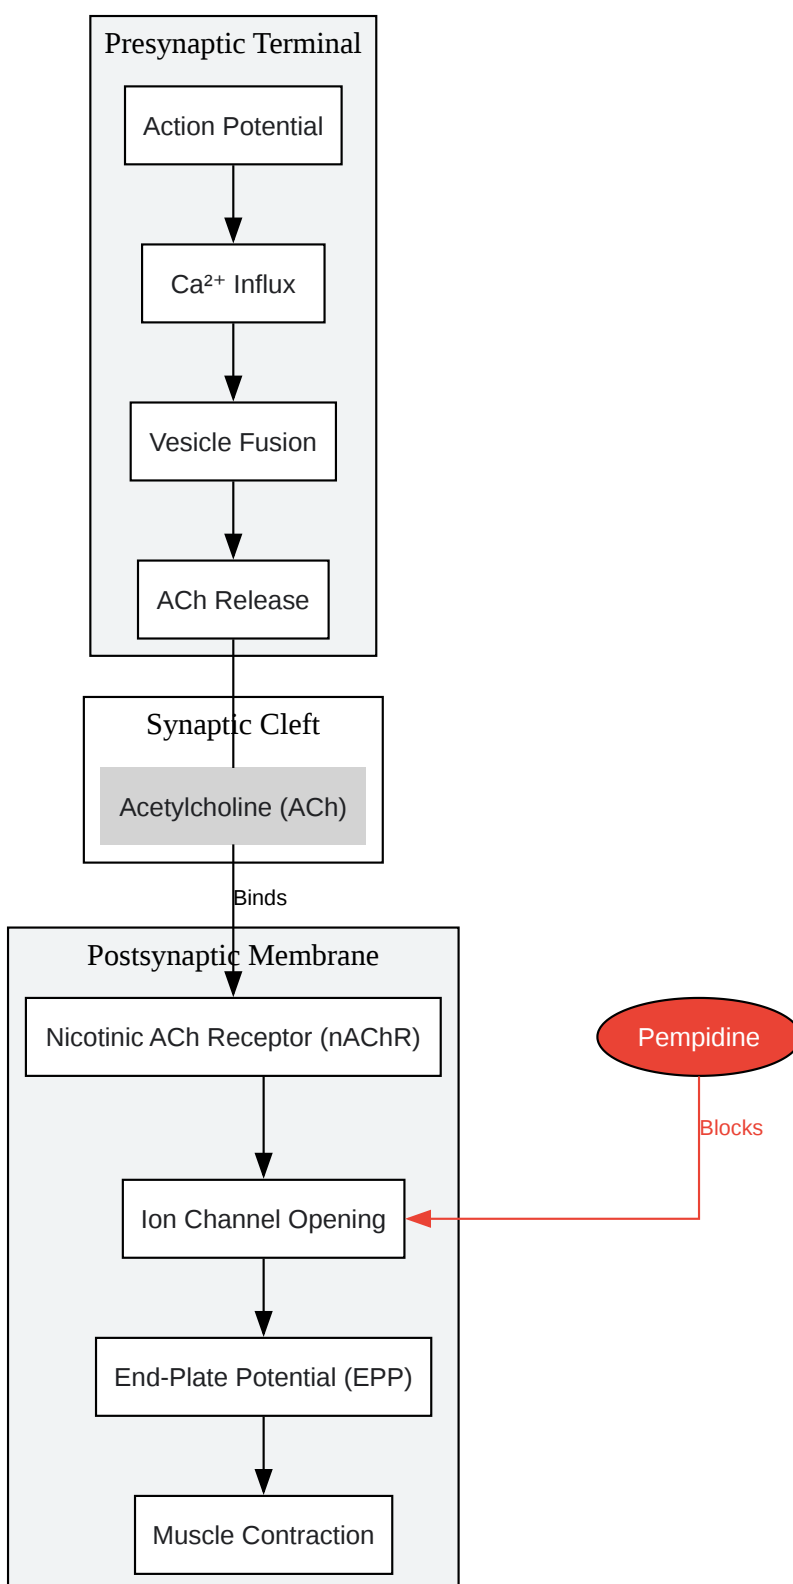 Presynaptic Terminal
Action Potential
Ca²⁺ Influx
Vesicle Fusion
ACh Release
Synaptic Cleft
Acetylcholine (ACh)
Binds
Postsynaptic Membrane
Nicotinic ACh Receptor (nAChR)
Pempidine
Blocks
Ion Channel Opening
End-Plate Potential (EPP)
Muscle Contraction